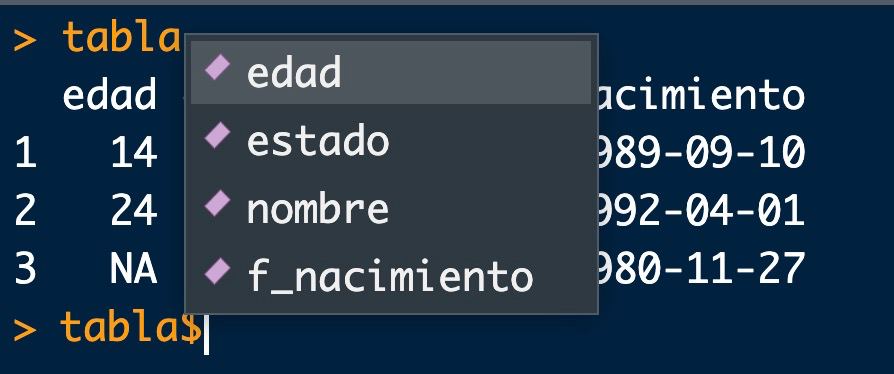 > tabla
edad
estado
nombre
f_nacimiento
edad acimiento
1 14 989-09-10
2 24 992-04-01
3 NA 980-11-27
> tabla$